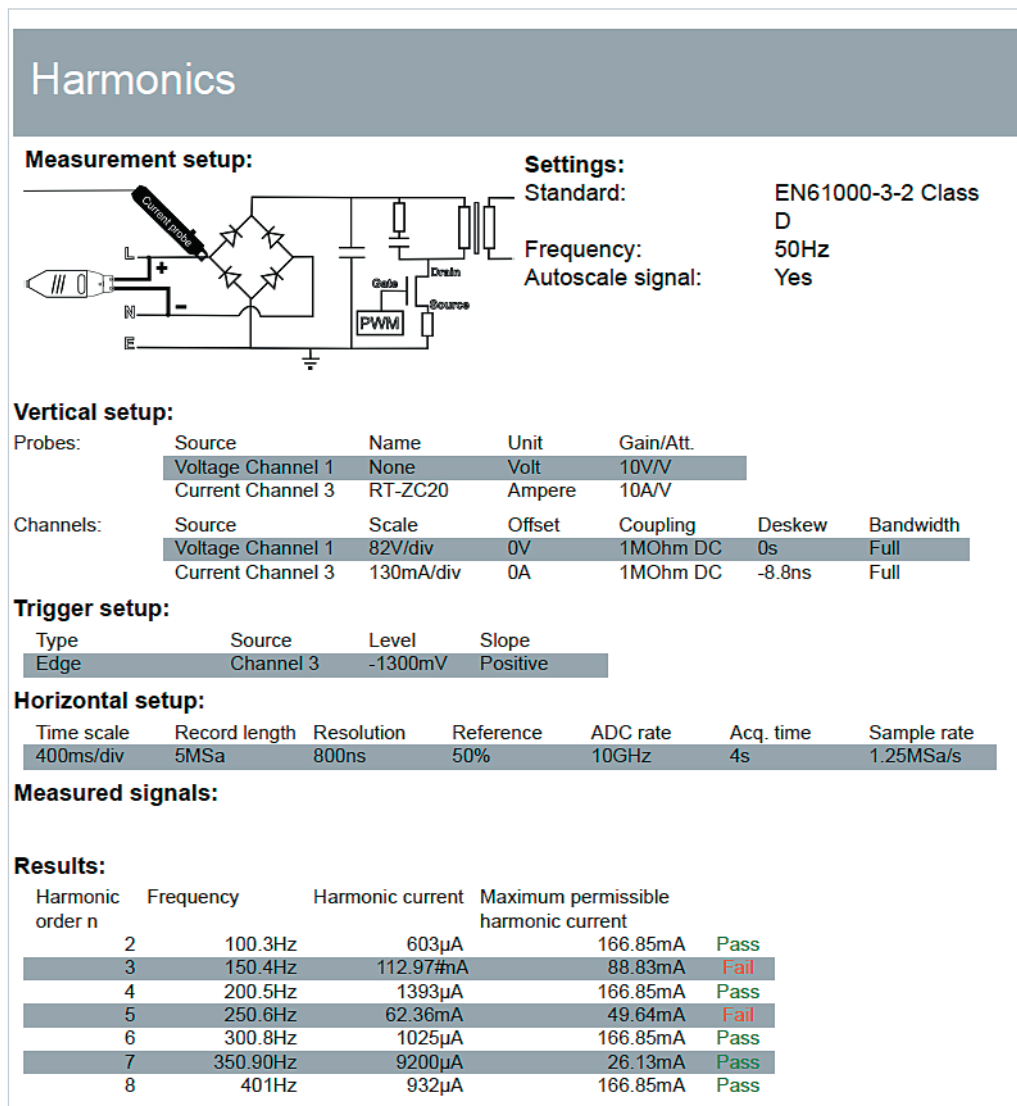 Harmonics
Measurement setup:
Current probe
L
+
N
-
E
Gate
Drain
Source
PWM
Settings:
Standard: EN61000-3-2 Class
D
Frequency: 50Hz
Autoscale signal: Yes
Vertical setup:
Probes: Source Name Unit Gain/Att.
Voltage Channel 1 None Volt 10V/V
Current Channel 3 RT-ZC20 Ampere 10A/V
Channels: Source Scale Offset Coupling Deskew Bandwidth
Voltage Channel 1 82V/div 0V 1MOhm DC 0s Full
Current Channel 3 130mA/div 0A 1MOhm DC -8.8ns Full
Trigger setup:
Type Source Level Slope
Edge Channel 3 -1300mV Positive
Horizontal setup:
Time scale Record length Resolution Reference ADC rate Acq. time Sample rate
400ms/div 5MSa 800ns 50% 10GHz 4s 1.25MSa/s
Measured signals:
Results:
Harmonic Frequency Harmonic current Maximum permissible
order n harmonic current
2 100.3Hz 603µA 166.85mA Pass
3 150.4Hz 112.97#mA 88.83mA Fail
4 200.5Hz 1393µA 166.85mA Pass
5 250.6Hz 62.36mA 49.64mA Fail
6 300.8Hz 1025µA 166.85mA Pass
7 350.90Hz 9200µA 26.13mA Pass
8 401Hz 932µA 166.85mA Pass